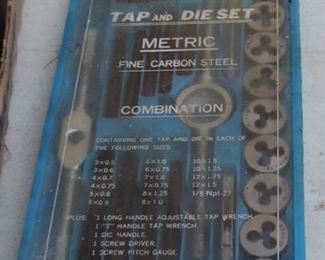 TAP AND DIE SET
METRIC
FINE CARBON STEEL
COMBINATION
CONTAINING ONE TAP AND DIE IN EACH OF
THE FOLLOWING SIZES:
3×0.5 6×1.0 10×1.5
3×0.6 6×0.75 10×1.25
4×0.7 7×1.0 12×1.75
4×0.75 7×0.75 12×1.5
5×0.8 8×1.25 1/8-Npt-27
5×0.9 8×1.0
PLUS: 1 LONG HANDLE ADJUSTABLE TAP WRENCH,
1 "T" HANDLE TAP WRENCH,
1 DIE HANDLE,
1 SCREW DRIVER,
1 SCREW PITCH GAUGE.